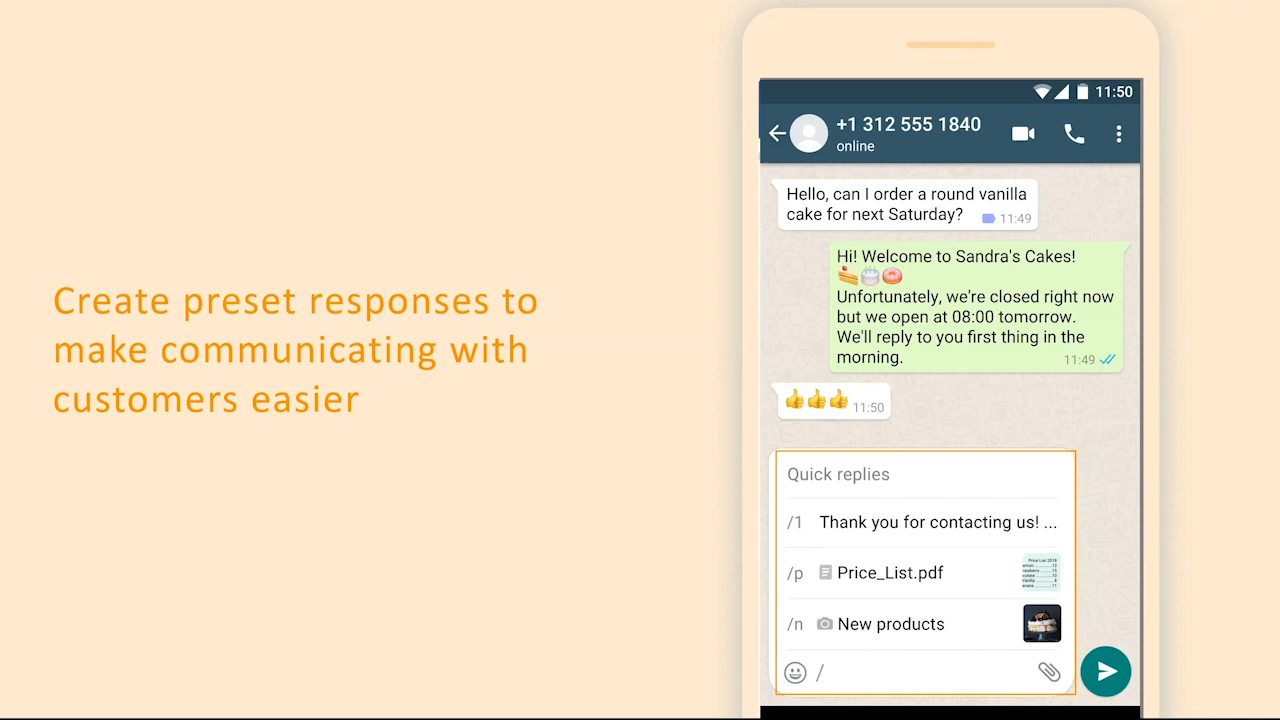 Create preset responses to
make communicating with
customers easier
11:50
+1 312 555 1840
online
Hello, can I order a round vanilla
cake for next Saturday?
11:49
Hi! Welcome to Sandra's Cakes!
🍰🎂🍩
Unfortunately, we're closed right now
but we open at 08:00 tomorrow.
We'll reply to you first thing in the
morning.
11:49
👍👍👍 11:50
Quick replies
/1 Thank you for contacting us! ...
/p Price_List.pdf
Price List 2018
/n New products
/